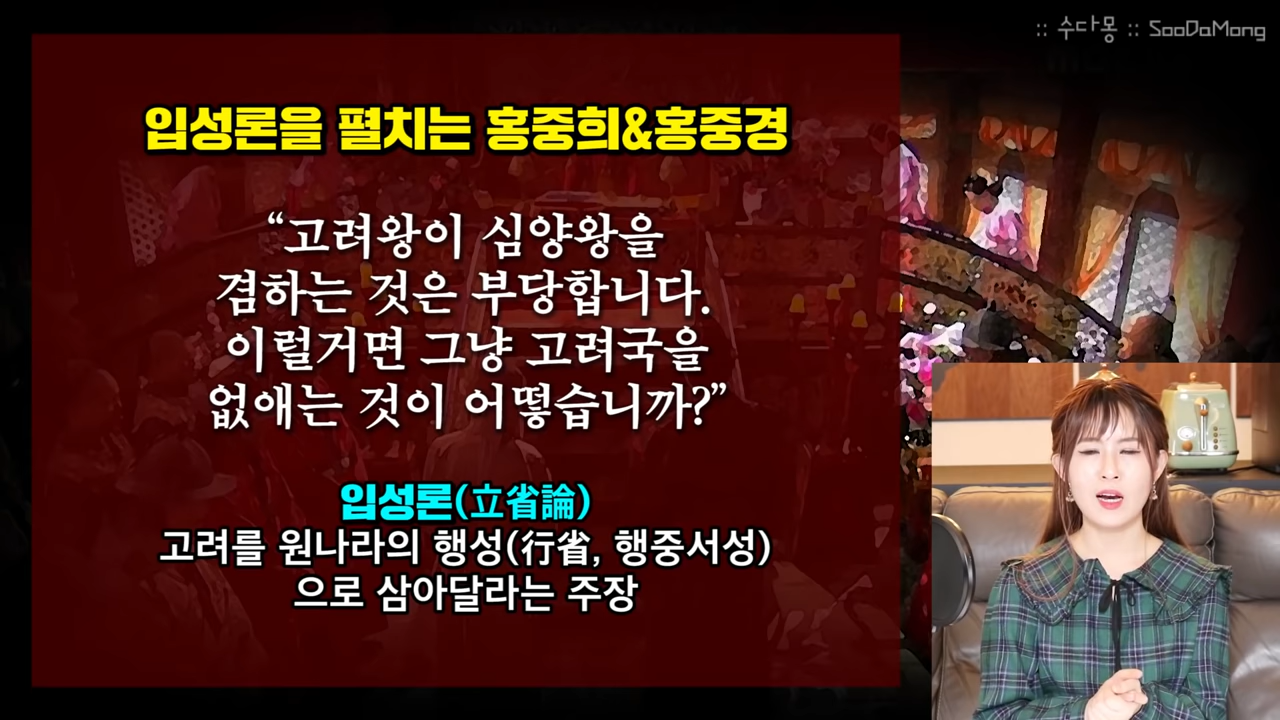 :: 수다몽 :: SooDaMong
입성론을 펼치는 홍중희&홍중경
“고려왕이 심양왕을
겸하는 것은 부당합니다.
이럴거면 그냥 고려국을
없애는 것이 어떻습니까?”
입성론(立省論)
고려를 원나라의 행성(行省, 행중서성)
으로 삼아달라는 주장